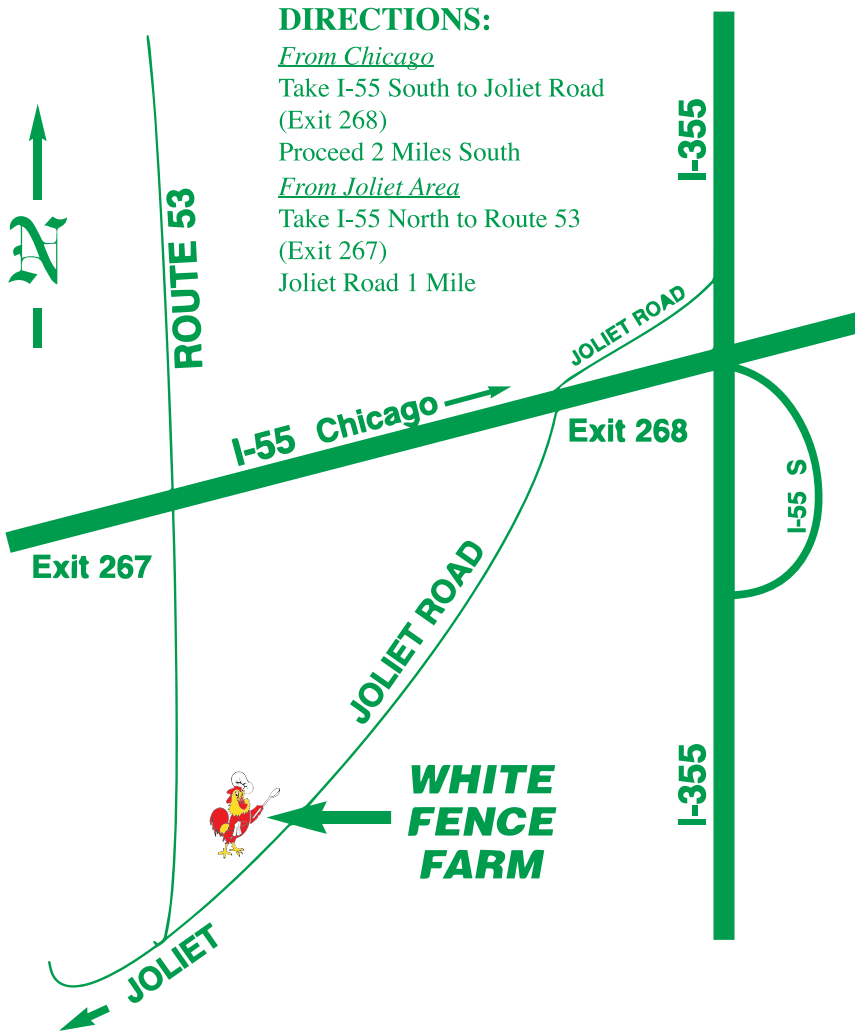 DIRECTIONS:
From Chicago
Take I-55 South to Joliet Road
(Exit 268)
Proceed 2 Miles South
From Joliet Area
Take I-55 North to Route 53
(Exit 267)
Joliet Road 1 Mile
I-355
N
ROUTE 53
JOLIET ROAD
I-55 Chicago
Exit 268
I-55 S
Exit 267
JOLIET ROAD
WHITE
FENCE
FARM
I-355
JOLIET